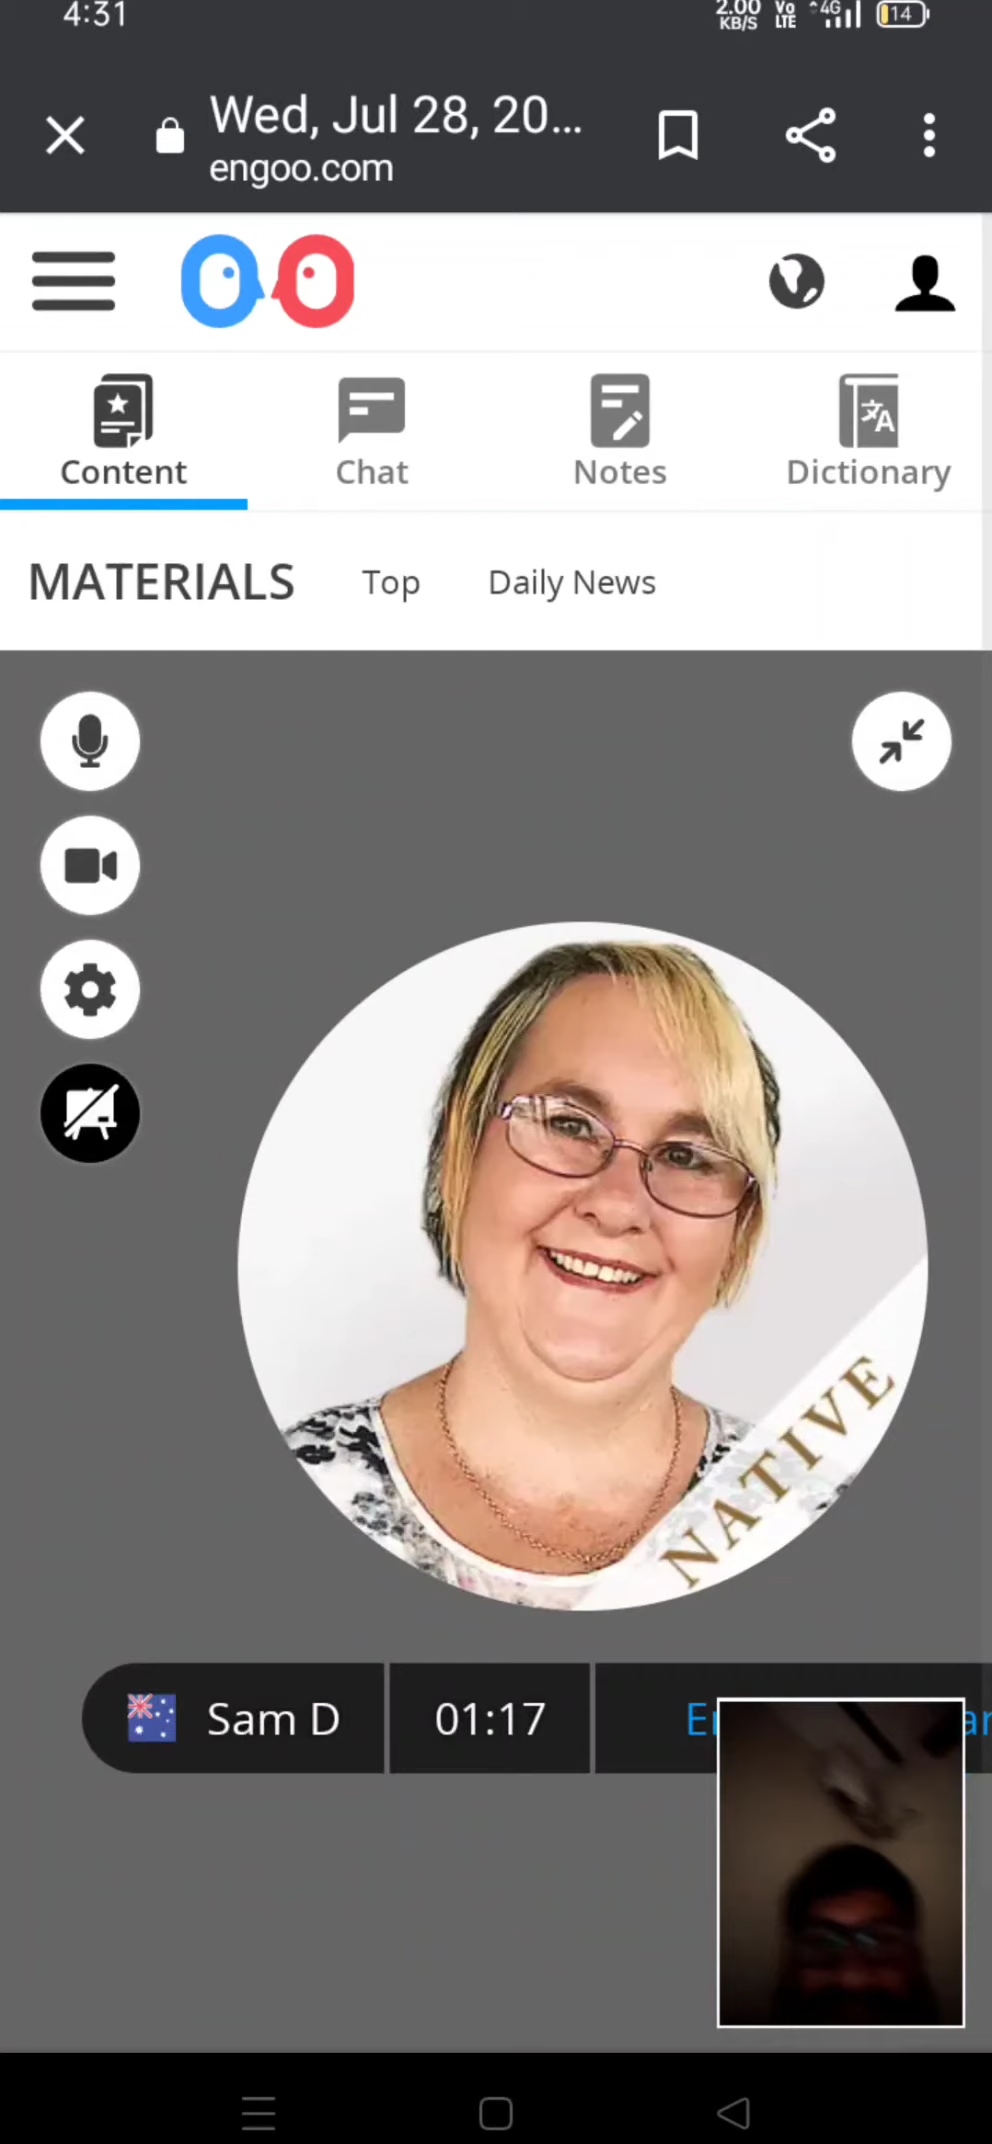 4:31
2.00 KB/S Vo LTE 4G 14
Wed, Jul 28, 20...
engoo.com
Content Chat Notes Dictionary
MATERIALS Top Daily News
NATIVE
Sam D 01:17